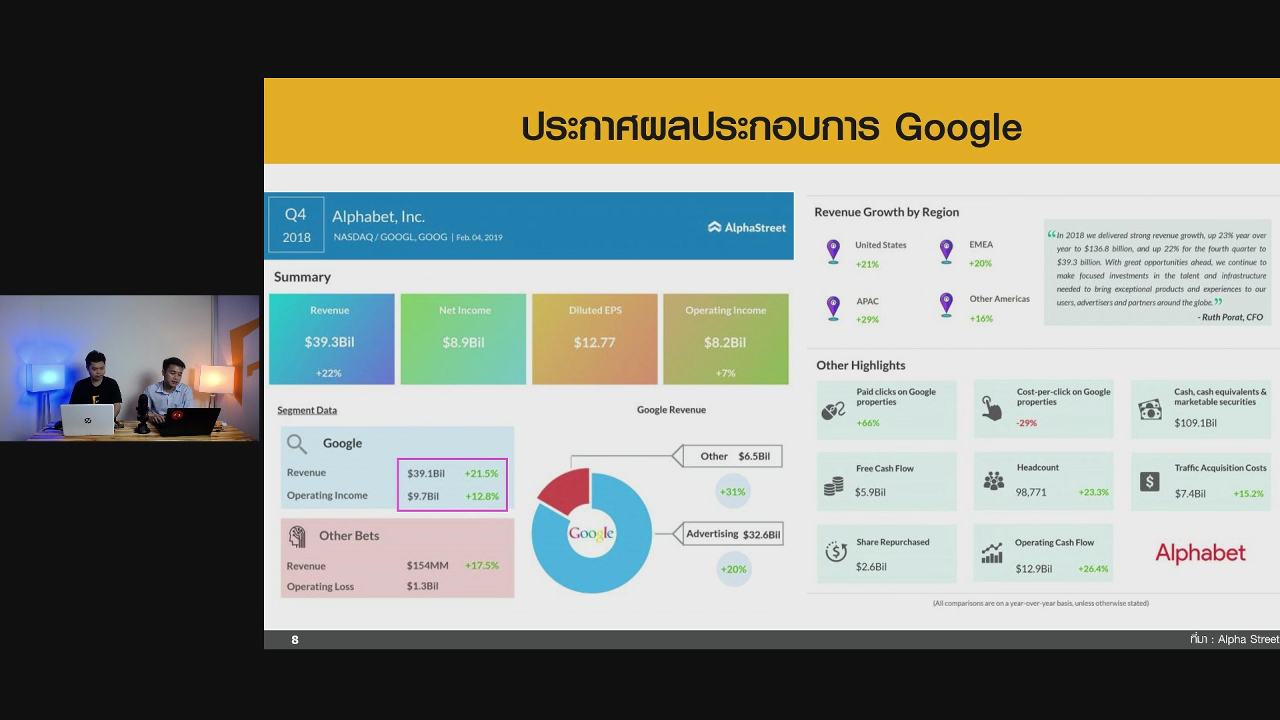 ประกาศผลประกอบการ Google
Q4
2018
Alphabet, Inc.
NASDAQ / GOOGL, GOOG | Feb. 04, 2019
AlphaStreet
Summary
Revenue
$39.3Bil
+22%
Net Income
$8.9Bil
Diluted EPS
$12.77
Operating Income
$8.2Bil
+7%
Segment Data
Google
Revenue $39.1Bil +21.5%
Operating Income $9.7Bil +12.8%
Other Bets
Revenue $154MM +17.5%
Operating Loss $1.3Bil
Google Revenue
Other $6.5Bil
+31%
Google
Advertising $32.6Bil
+20%
Revenue Growth by Region
United States
+21%
EMEA
+20%
APAC
+29%
Other Americas
+16%
“In 2018 we delivered strong revenue growth, up 23% year over
year to $136.8 billion, and up 22% for the fourth quarter to
$39.3 billion. With great opportunities ahead, we continue to
make focused investments in the talent and infrastructure
needed to bring exceptional products and experiences to our
users, advertisers and partners around the globe.”
- Ruth Porat, CFO
Other Highlights
Paid clicks on Google
properties
+66%
Cost-per-click on Google
properties
-29%
Cash, cash equivalents &
marketable securities
$109.1Bil
Free Cash Flow
$5.9Bil
Headcount
98,771 +23.3%
Traffic Acquisition Costs
$7.4Bil +15.2%
Share Repurchased
$2.6Bil
Operating Cash Flow
$12.9Bil +26.4%
Alphabet
(All comparisons are on a year-over-year basis, unless otherwise stated)
8
ที่มา : Alpha Street